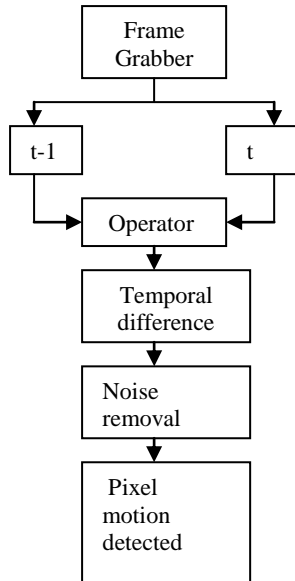 Frame
Grabber
t-1
t
Operator
Temporal
difference
Noise
removal
Pixel
motion
detected